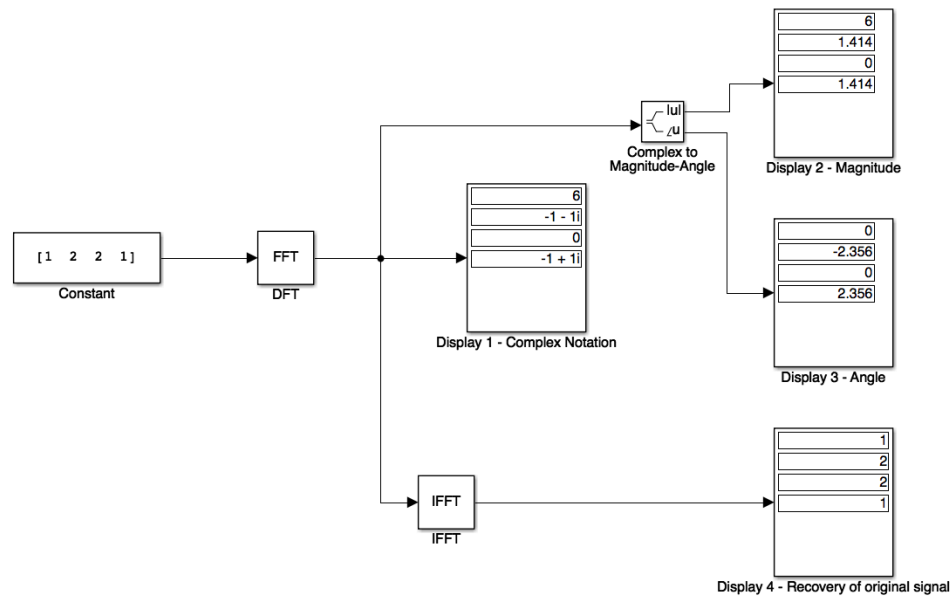 6
1.414
0
1.414
Display 2 - Magnitude
|u|
∠u
Complex to
Magnitude-Angle
6
-1 - 1i
0
-1 + 1i
Display 1 - Complex Notation
[1 2 2 1]
Constant
FFT
DFT
0
-2.356
0
2.356
Display 3 - Angle
IFFT
IFFT
1
2
2
1
Display 4 - Recovery of original signal